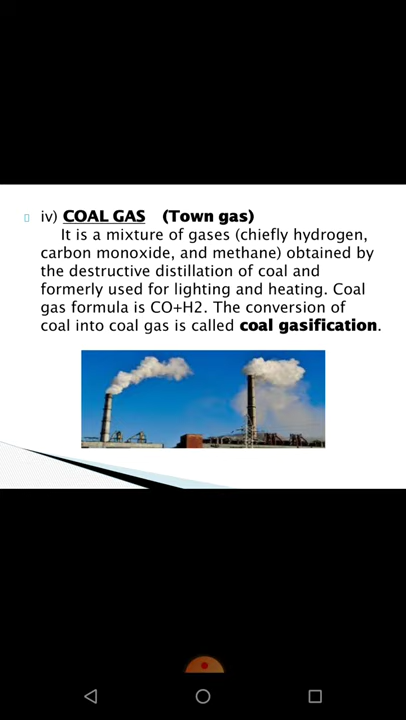 iv) COAL GAS (Town gas)
It is a mixture of gases (chiefly hydrogen,
carbon monoxide, and methane) obtained by
the destructive distillation of coal and
formerly used for lighting and heating. Coal
gas formula is CO+H2. The conversion of
coal into coal gas is called coal gasification.